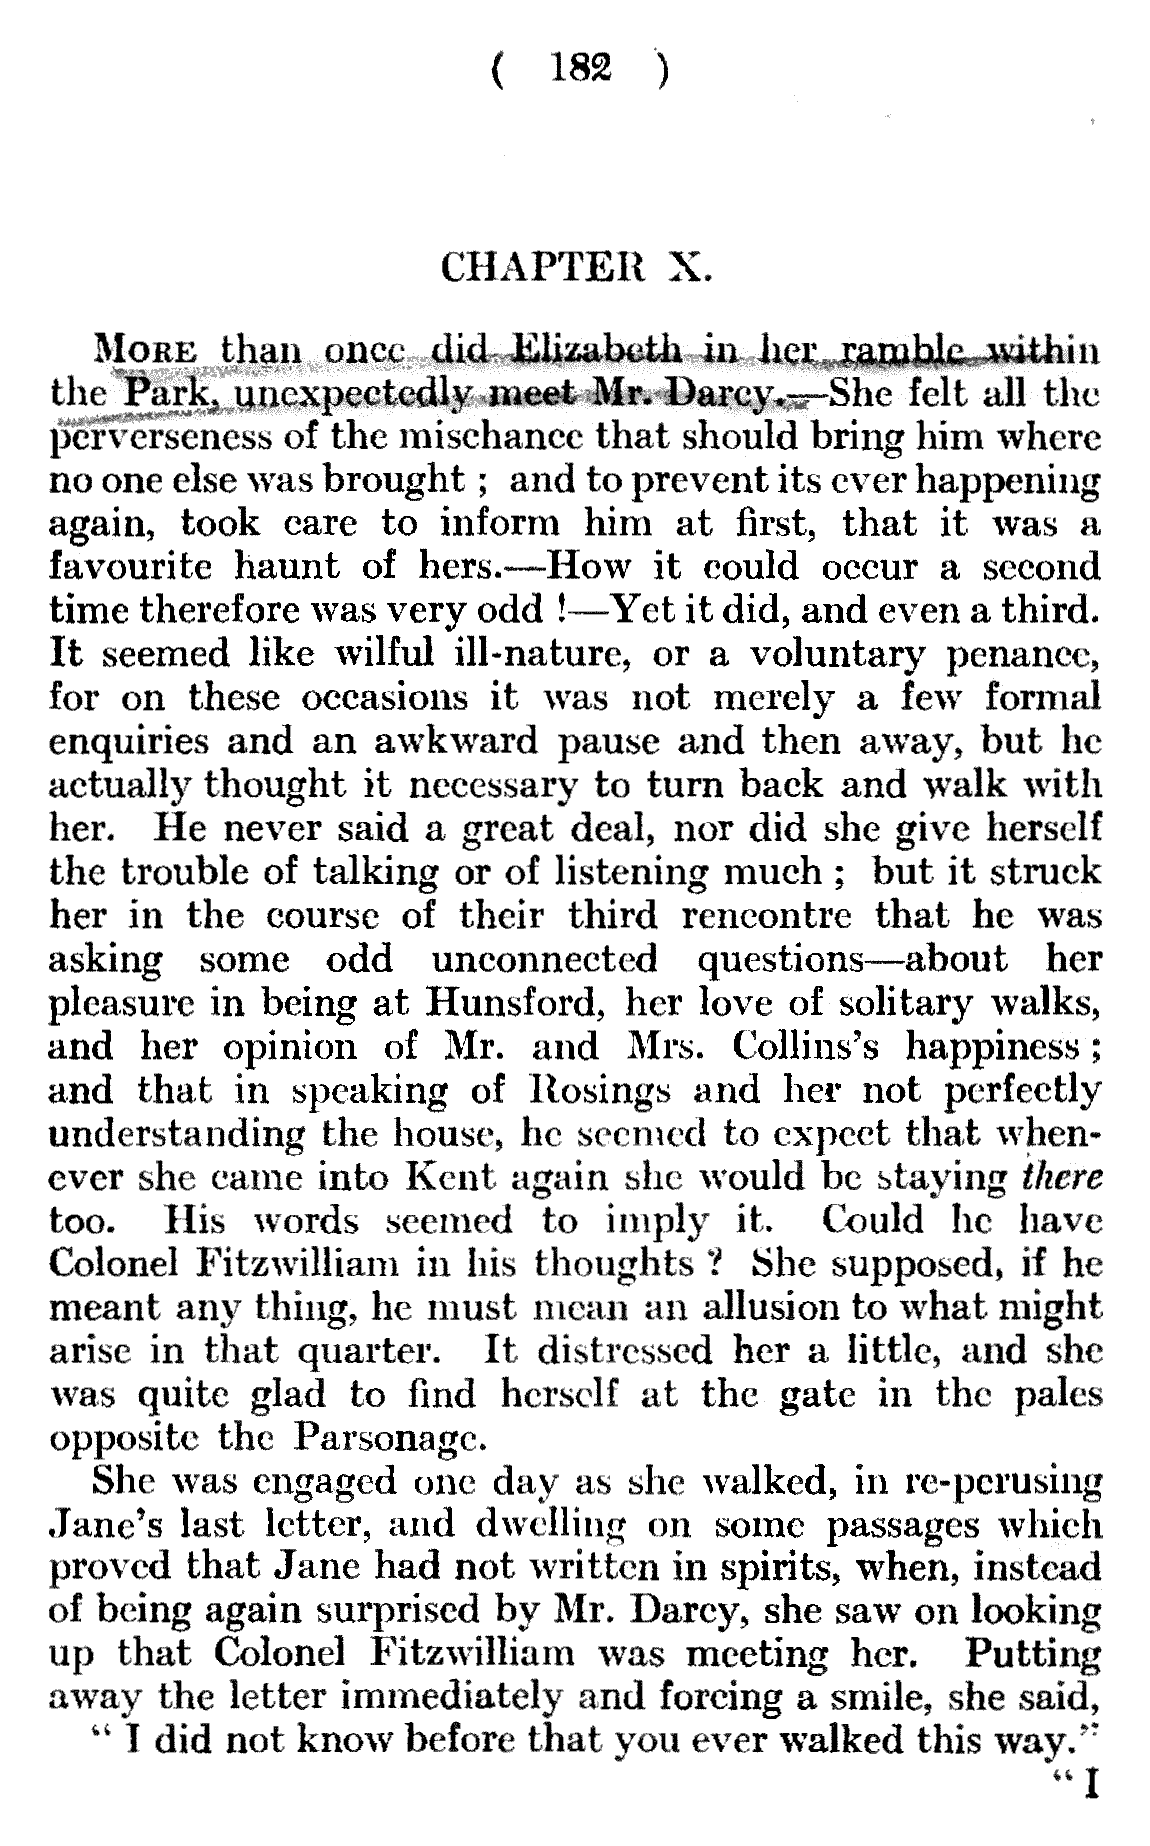 ( 182 )
CHAPTER X.
MORE than once did Elizabeth in her ramble within
the Park, unexpectedly meet Mr. Darcy.—She felt all the
perverseness of the mischance that should bring him where
no one else was brought ; and to prevent its ever happening
again, took care to inform him at first, that it was a
favourite haunt of hers.—How it could occur a second
time therefore was very odd !—Yet it did, and even a third.
It seemed like wilful ill-nature, or a voluntary penance,
for on these occasions it was not merely a few formal
enquiries and an awkward pause and then away, but he
actually thought it necessary to turn back and walk with
her. He never said a great deal, nor did she give herself
the trouble of talking or of listening much ; but it struck
her in the course of their third rencontre that he was
asking some odd unconnected questions—about her
pleasure in being at Hunsford, her love of solitary walks,
and her opinion of Mr. and Mrs. Collins's happiness ;
and that in speaking of Rosings and her not perfectly
understanding the house, he seemed to expect that when-
ever she came into Kent again she would be staying there
too. His words seemed to imply it. Could he have
Colonel Fitzwilliam in his thoughts ? She supposed, if he
meant any thing, he must mean an allusion to what might
arise in that quarter. It distressed her a little, and she
was quite glad to find herself at the gate in the pales
opposite the Parsonage.
She was engaged one day as she walked, in re-perusing
Jane's last letter, and dwelling on some passages which
proved that Jane had not written in spirits, when, instead
of being again surprised by Mr. Darcy, she saw on looking
up that Colonel Fitzwilliam was meeting her. Putting
away the letter immediately and forcing a smile, she said,
“ I did not know before that you ever walked this way.”
“ I